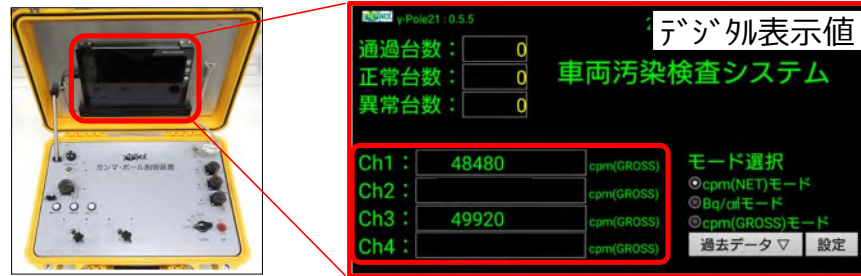 γ-Pole21 : 0.5.5
ﾃﾞｼﾞﾀﾙ表示値
通過台数： 0
正常台数： 0
異常台数： 0
車両汚染検査システム
Ch1： 48480 cpm(GROSS)
Ch2： cpm(GROSS)
Ch3： 49920 cpm(GROSS)
Ch4： cpm(GROSS)
モード選択
cpm(NET)モード
Bq/c㎡モード
cpm(GROSS)モード
過去データ ▽
設定
ガンマ・ポール制御装置